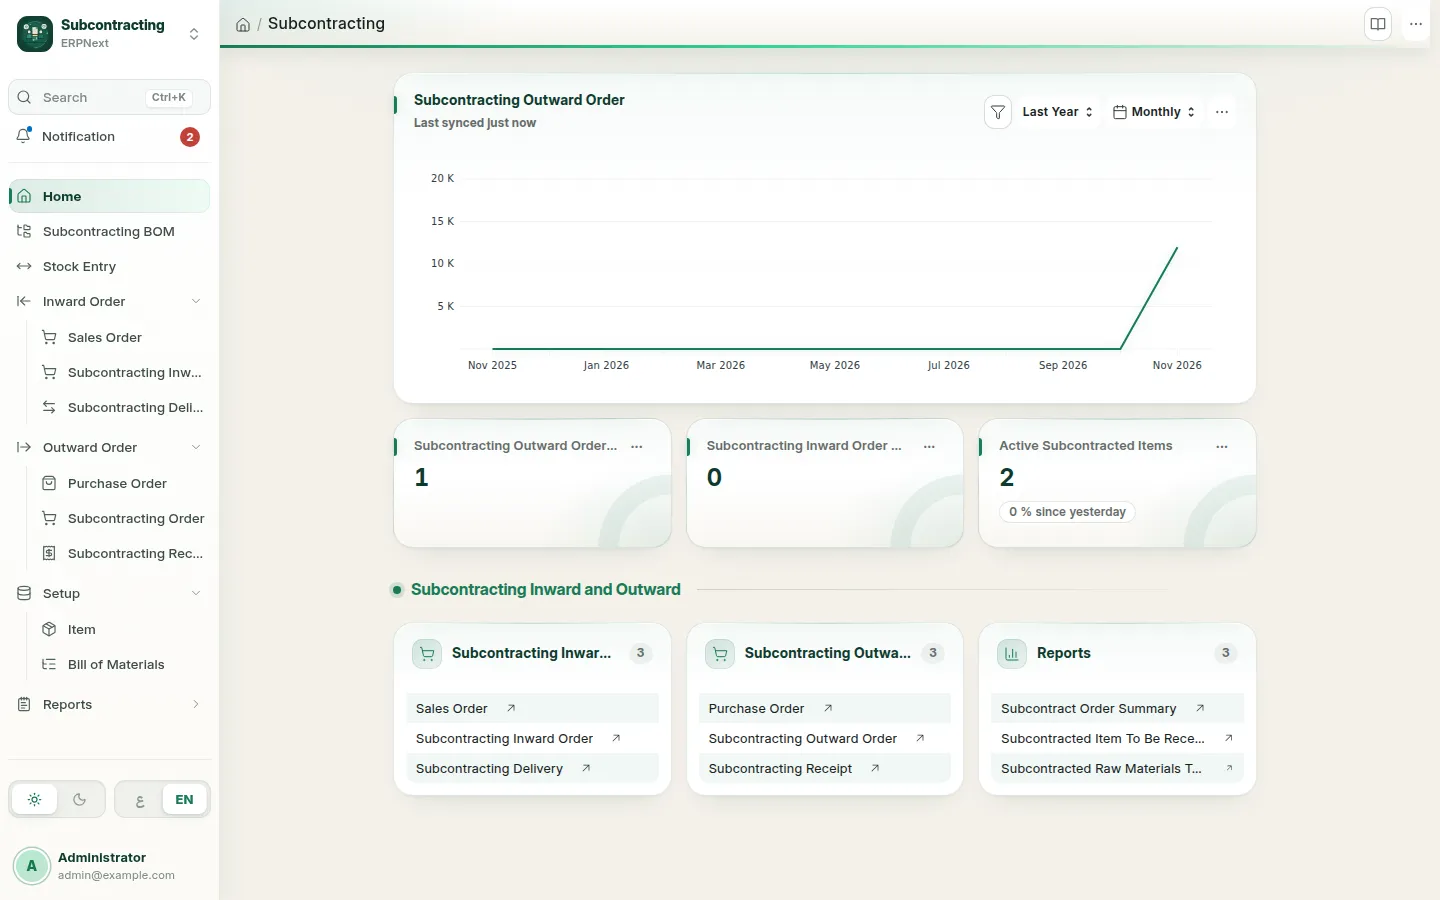 Subcontracting
ERPNext
Search
Ctrl+K
Notification
2
Home
Subcontracting BOM
Stock Entry
Inward Order
Sales Order
Subcontracting Inw...
Subcontracting Deli...
Outward Order
Purchase Order
Subcontracting Order
Subcontracting Rec...
Setup
Item
Bill of Materials
Reports
ع
EN
A
Administrator
admin@example.com
/ Subcontracting
Subcontracting Outward Order
Last synced just now
Last Year
Monthly
20 K
15 K
10 K
5 K
Nov 2025
Jan 2026
Mar 2026
May 2026
Jul 2026
Sep 2026
Nov 2026
Subcontracting Outward Order...
1
Subcontracting Inward Order ...
0
Active Subcontracted Items
2
0 % since yesterday
Subcontracting Inward and Outward
Subcontracting Inwar...
3
Sales Order
Subcontracting Inward Order
Subcontracting Delivery
Subcontracting Outwa...
3
Purchase Order
Subcontracting Outward Order
Subcontracting Receipt
Reports
3
Subcontract Order Summary
Subcontracted Item To Be Rece...
Subcontracted Raw Materials T...